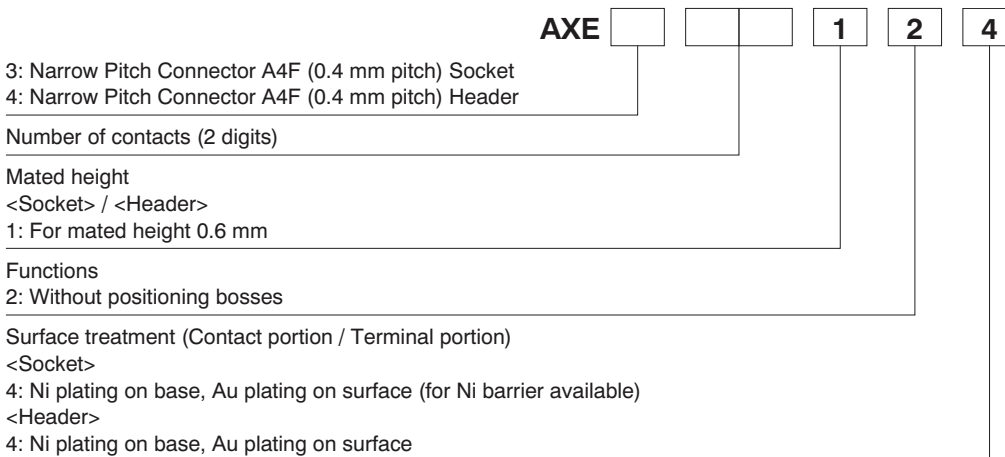 AXE 1 2 4
3: Narrow Pitch Connector A4F (0.4 mm pitch) Socket
4: Narrow Pitch Connector A4F (0.4 mm pitch) Header
Number of contacts (2 digits)
Mated height
<Socket> / <Header>
1: For mated height 0.6 mm
Functions
2: Without positioning bosses
Surface treatment (Contact portion / Terminal portion)
<Socket>
4: Ni plating on base, Au plating on surface (for Ni barrier available)
<Header>
4: Ni plating on base, Au plating on surface